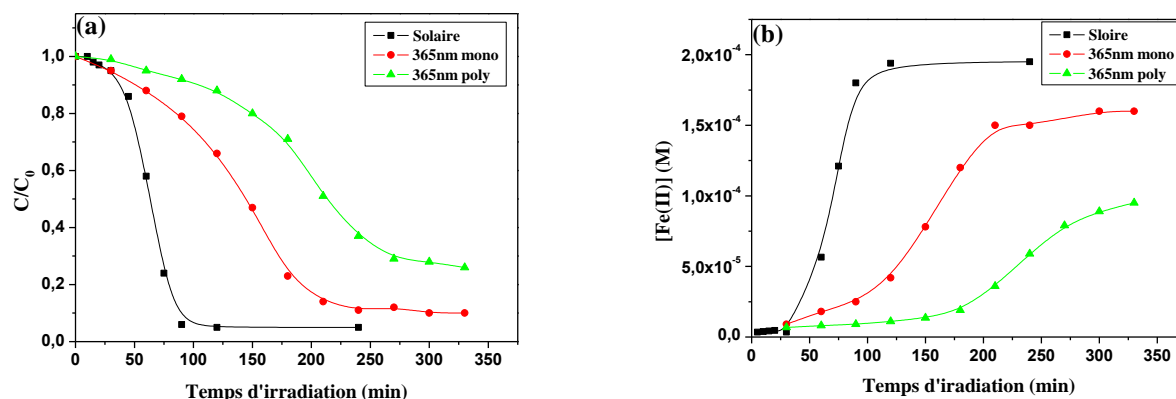 (a)
Solaire
365nm mono
365nm poly
C/C0
1,0
0,8
0,6
0,4
0,2
0,0
0 50 100 150 200 250 300 350
Temps d'irradiation (min)
(b)
Sloire
365nm mono
365nm poly
[Fe(II)] (M)
2,0x10-4
1,5x10-4
1,0x10-4
5,0x10-5
0,0
0 50 100 150 200 250 300 350
Temps d'iradiation (min)